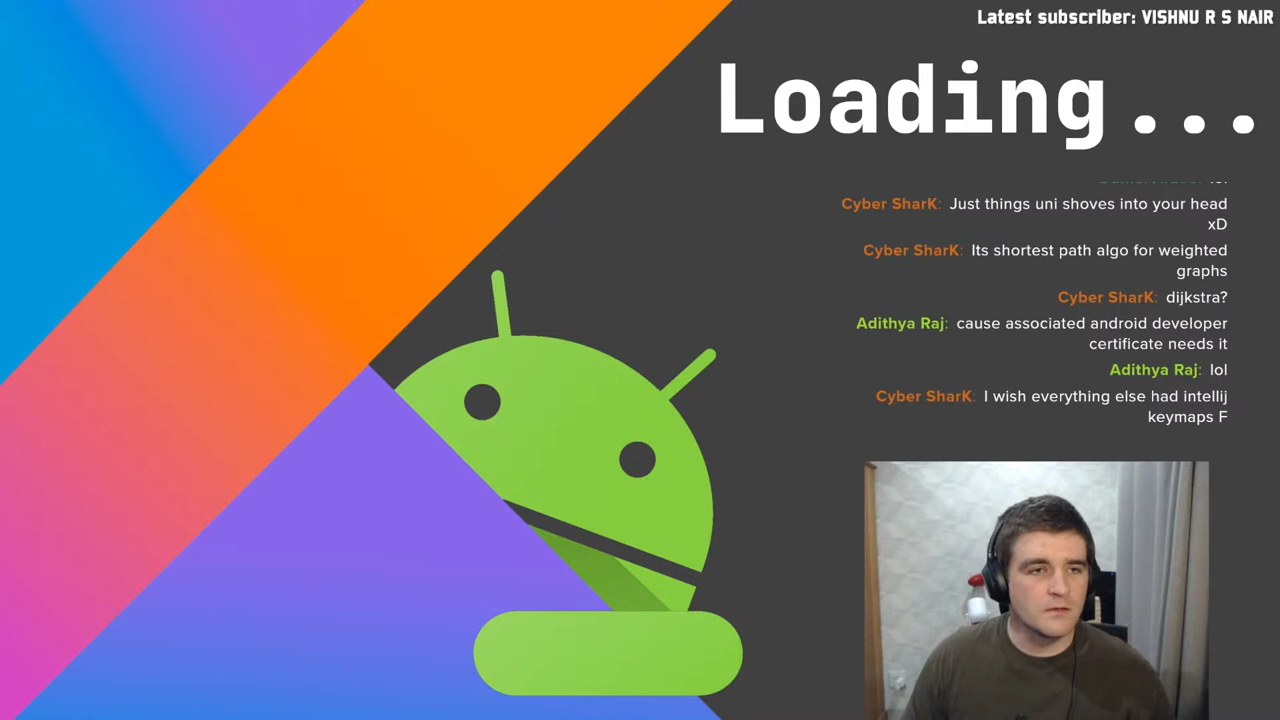 Latest subscriber: VISHNU R S NAIR
Loading...
Cyber SharK: Just things uni shoves into your head
xD
Cyber SharK: Its shortest path algo for weighted
graphs
Cyber SharK: dijkstra?
Adithya Raj: cause associated android developer
certificate needs it
Adithya Raj: lol
Cyber SharK: I wish everything else had intellij
keymaps F